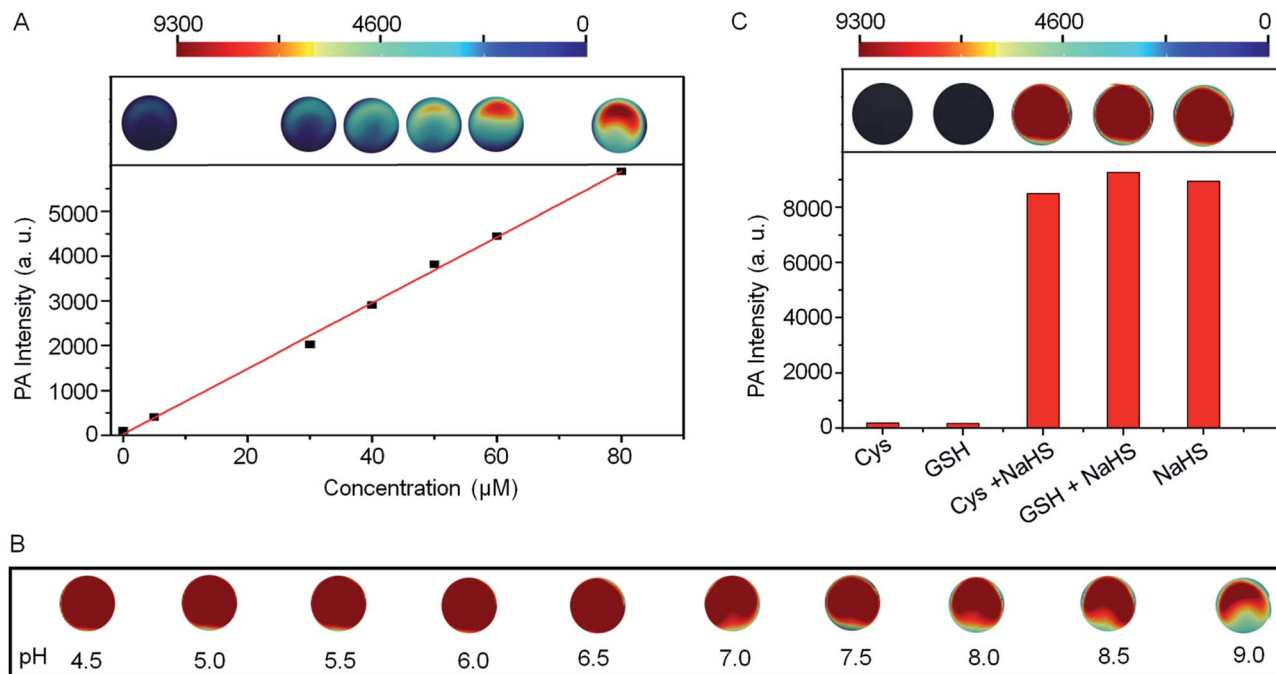 A
9300 4600 0
PA Intensity (a. u.)
5000
4000
3000
2000
1000
0
0 20 40 60 80
Concentration (µM)
C
9300 4600 0
PA Intensity (a. u.)
8000
6000
4000
2000
0
Cys
GSH
Cys +NaHS
GSH + NaHS
NaHS
B
pH 4.5 5.0 5.5 6.0 6.5 7.0 7.5 8.0 8.5 9.0